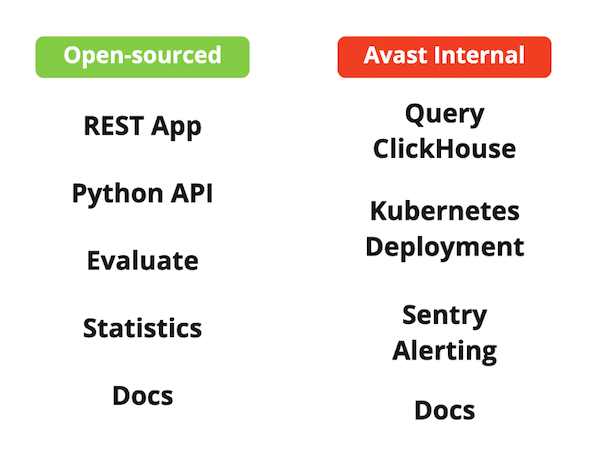 Open-sourced
REST App
Python API
Evaluate
Statistics
Docs
Avast Internal
Query
ClickHouse
Kubernetes
Deployment
Sentry
Alerting
Docs